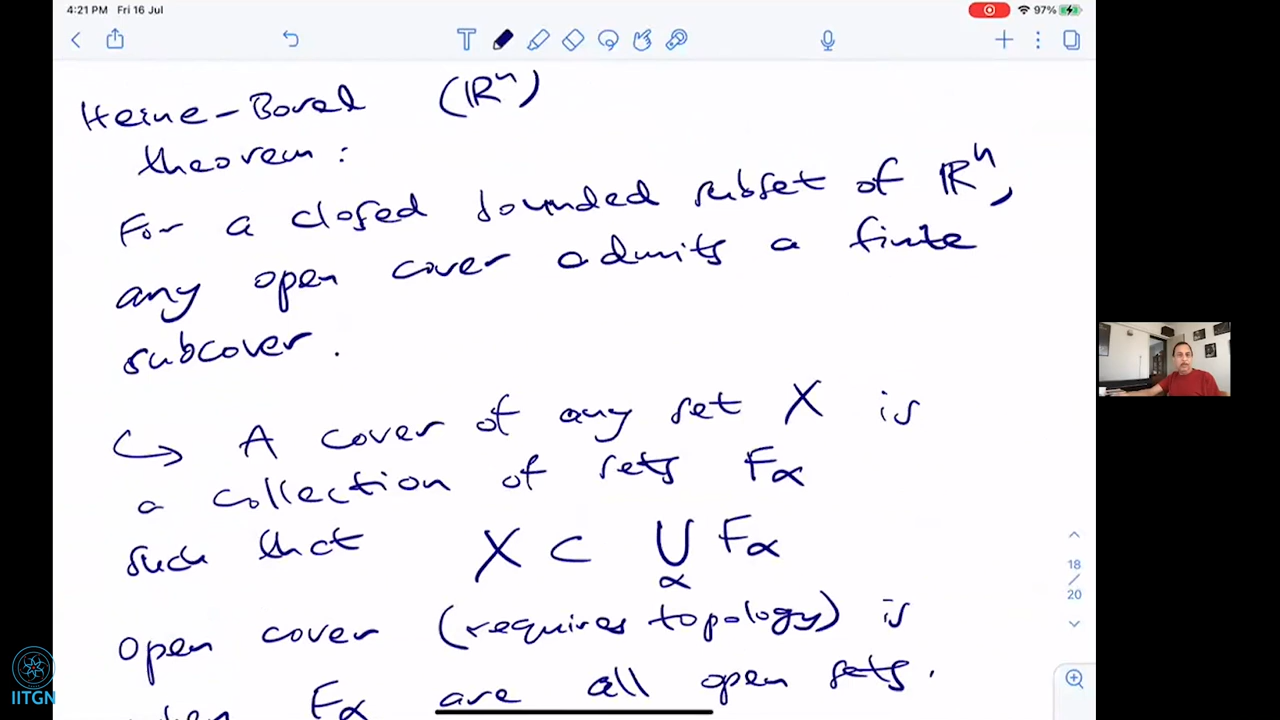 4:21 PM Fri 16 Jul
97%
Heine-Borel (ℝⁿ)
theorem:
For a closed bounded subset of ℝⁿ,
any open cover admits a finite
subcover.
↪ A cover of any set X is
a collection of sets Fα
such that X ⊂ ∪α Fα
open cover (requires topology) is
when Fα are all open sets.
18
/
20
IITGN